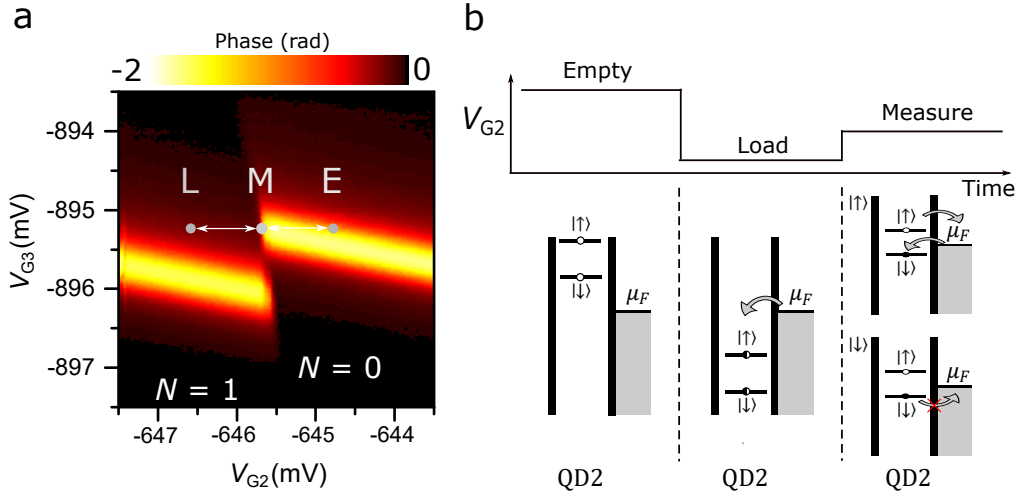 a
Phase (rad)
-2 0
-894
-895
-896
-897
V_G3(mV)
L M E
N = 1
N = 0
-647 -646 -645 -644
V_G2(mV)
b
V_G2
Empty
Load
Measure
Time
|↑⟩
|↓⟩
μ_F
QD2
μ_F
|↑⟩
|↓⟩
QD2
|↑⟩
|↑⟩
μ_F
|↓⟩
|↓⟩
|↑⟩
μ_F
|↓⟩
QD2